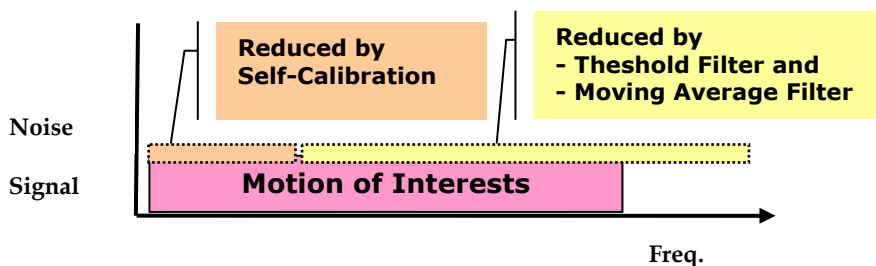 Reduced by
Self-Calibration
Reduced by
- Theshold Filter and
- Moving Average Filter
Noise
Signal
Motion of Interests
Freq.